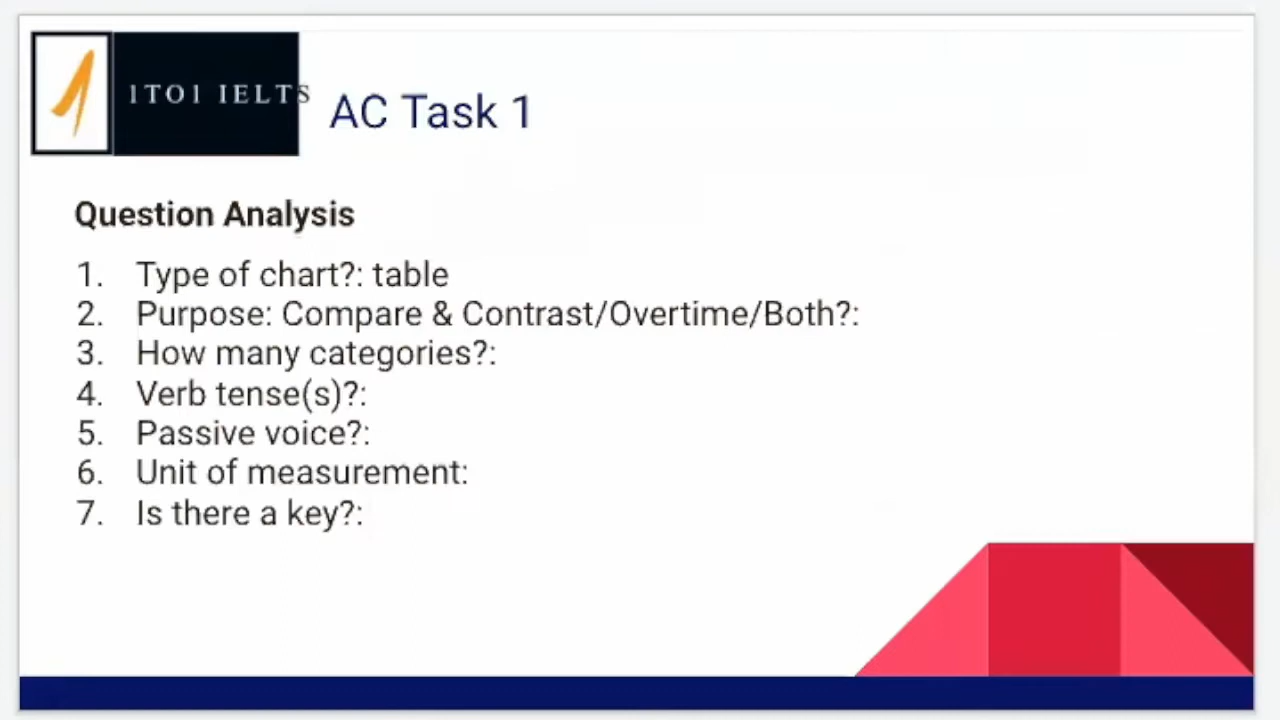 1TO1 IELTS
AC Task 1
Question Analysis
1. Type of chart?: table
2. Purpose: Compare & Contrast/Overtime/Both?:
3. How many categories?:
4. Verb tense(s)?:
5. Passive voice?:
6. Unit of measurement:
7. Is there a key?: